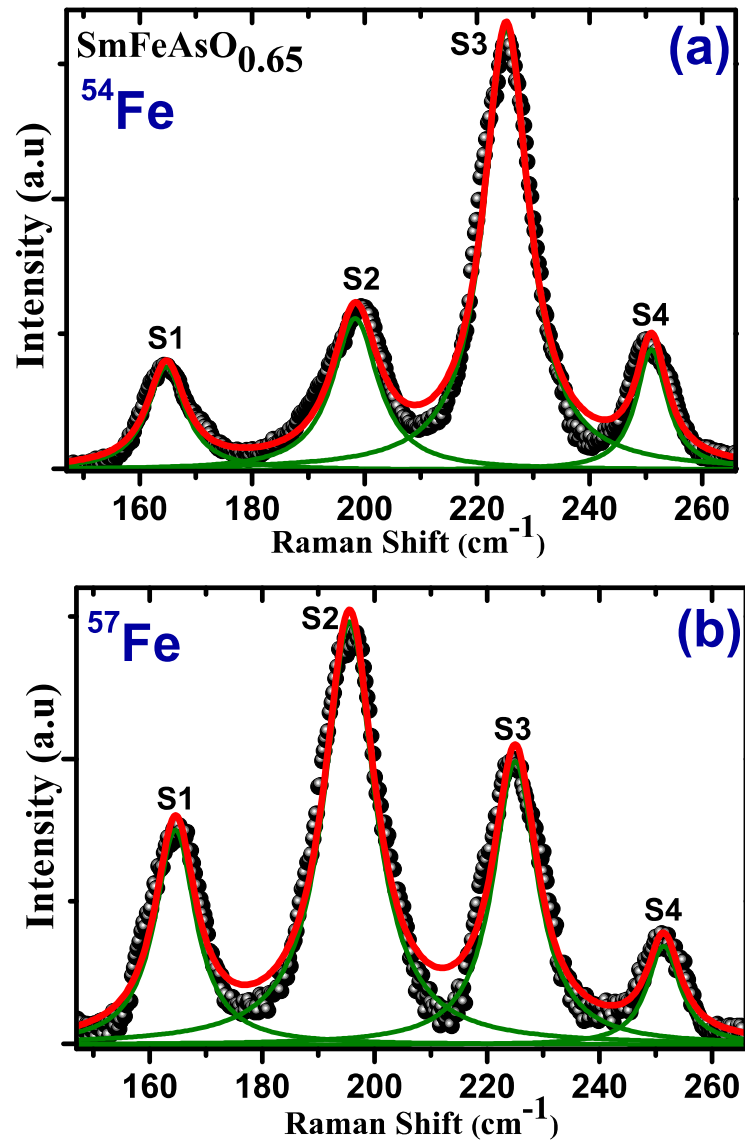 SmFeAsO0.65
(a)
54Fe
S3
S2
S1
S4
Intensity (a.u)
160 180 200 220 240 260
Raman Shift (cm-1)
57Fe
(b)
S2
S3
S1
S4
Intensity (a.u)
160 180 200 220 240 260
Raman Shift (cm-1)